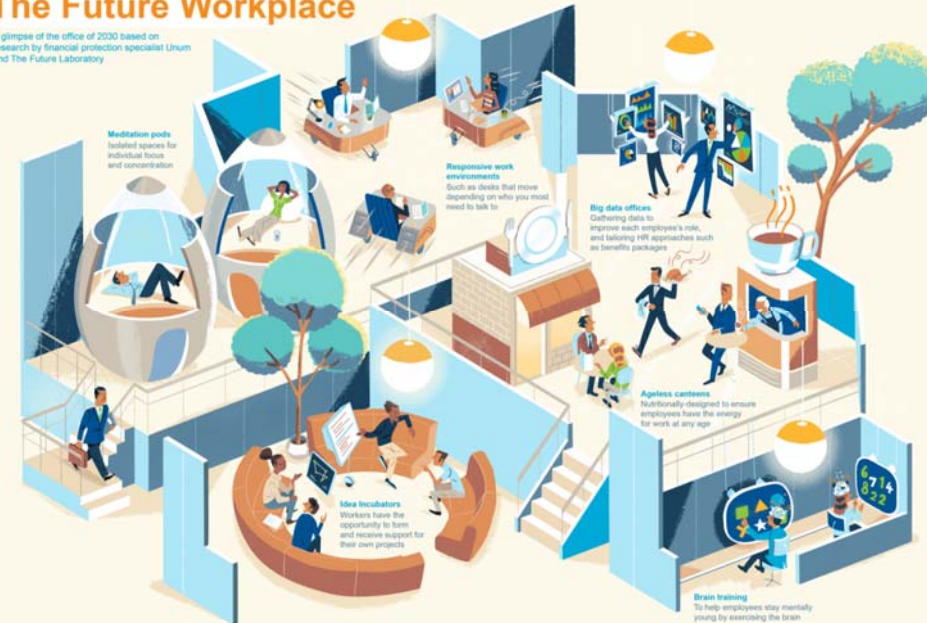 The Future Workplace
glimpse of the office of 2030 based on
esearch by financial protection specialist Unum
nd The Future Laboratory
Meditation pods
Isolated spaces for
individual focus
and concentration
Responsive work
environments
Such as desks that move
depending on who you most
need to talk to
Big data offices
Gathering data to
improve each employee's role,
and tailoring HR approaches such
as benefits packages
Ageless canteens
Nutritionally-designed to ensure
employees have the energy
for work at any age
Idea Incubators
Workers have the
opportunity to form
and receive support for
their own projects
6714
822
Brain training
To help employees stay mentally
young by exercising the brain